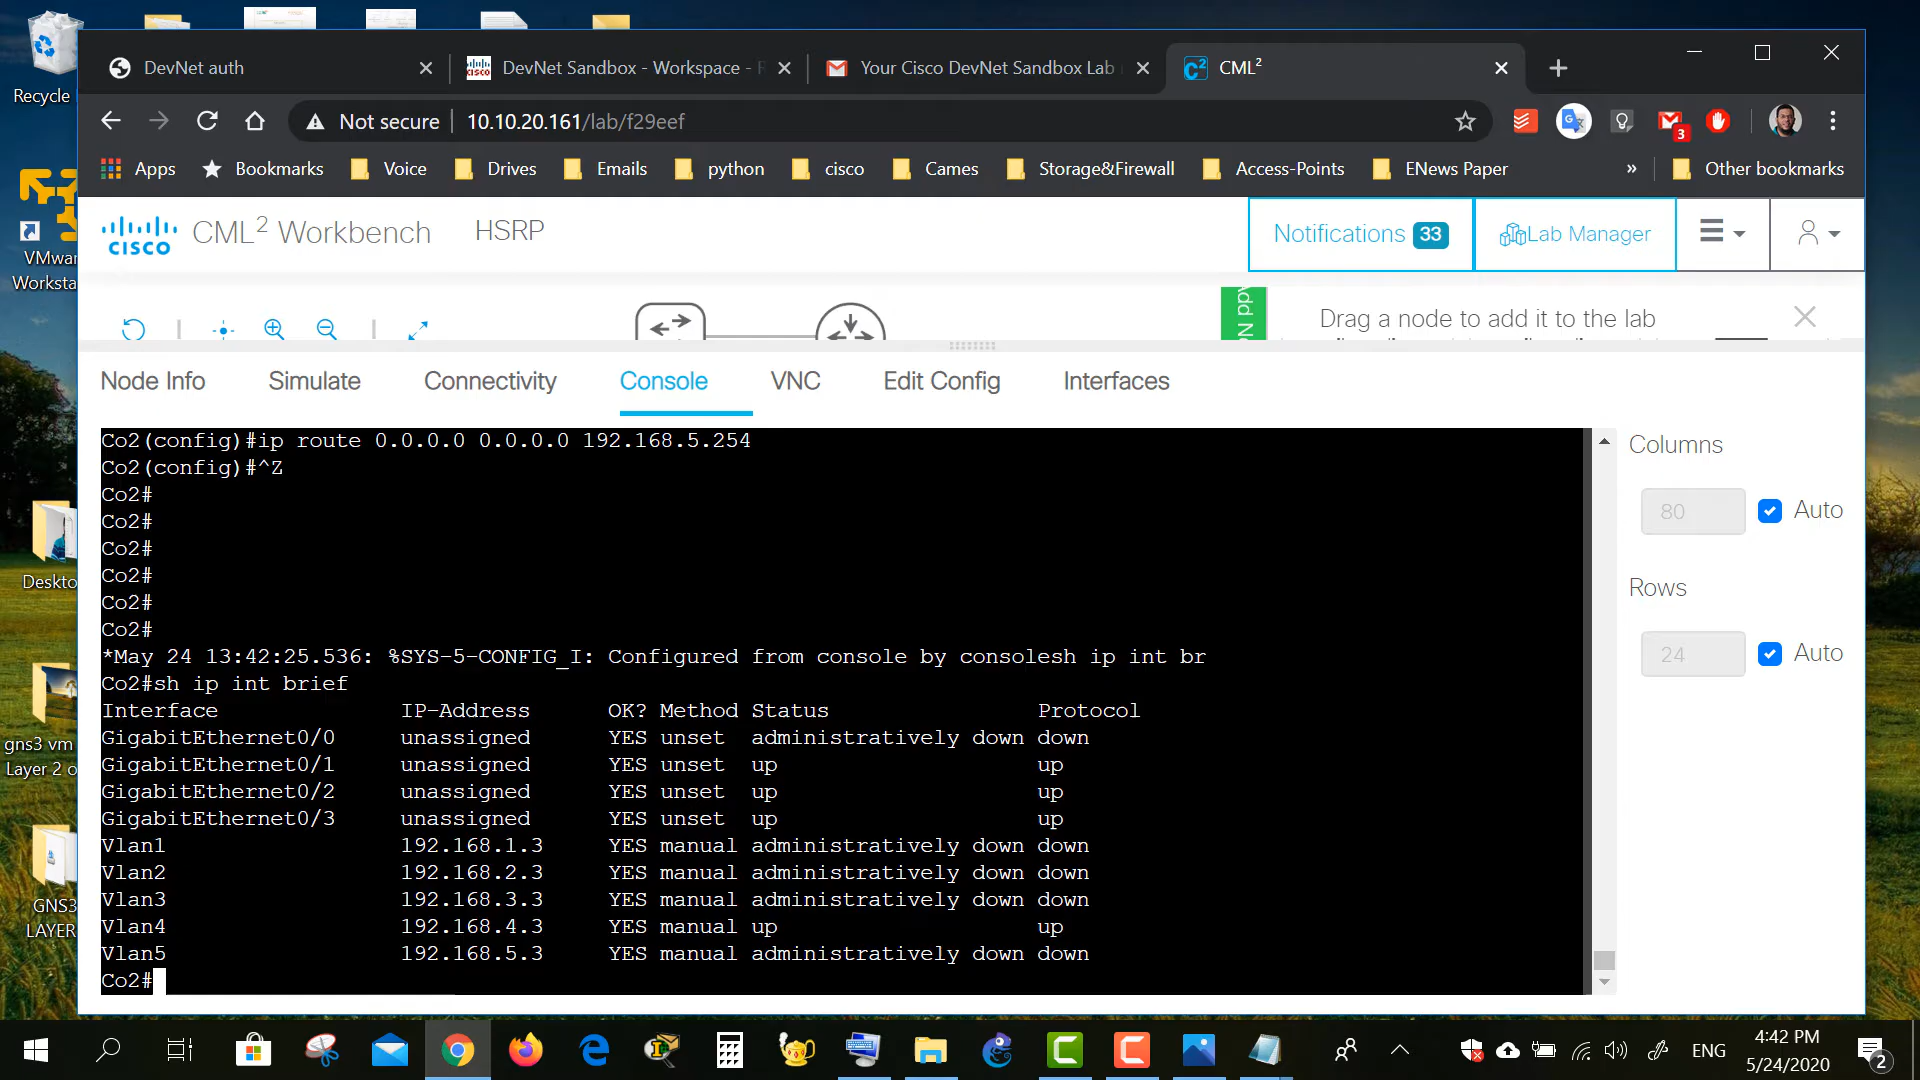 Recycle
DevNet auth
CISCO DevNet Sandbox - Workspace -
Your Cisco DevNet Sandbox Lab
CML²
Not secure 10.10.20.161/lab/f29eef
3
Apps Bookmarks Voice Drives Emails python cisco Cames Storage&Firewall Access-Points ENews Paper » Other bookmarks
CISCO CML² Workbench HSRP
Notifications 33 Lab Manager
VMwar
Worksta
Drag a node to add it to the lab
Node Info Simulate Connectivity Console VNC Edit Config Interfaces
Co2(config)#ip route 0.0.0.0 0.0.0.0 192.168.5.254
Co2(config)#^Z
Co2#
Co2#
Co2#
Co2#
Co2#
Co2#
*May 24 13:42:25.536: %SYS-5-CONFIG_I: Configured from console by consolesh ip int br
Co2#sh ip int brief
Interface IP-Address OK? Method Status Protocol
GigabitEthernet0/0 unassigned YES unset administratively down down
GigabitEthernet0/1 unassigned YES unset up up
GigabitEthernet0/2 unassigned YES unset up up
GigabitEthernet0/3 unassigned YES unset up up
Vlan1 192.168.1.3 YES manual administratively down down
Vlan2 192.168.2.3 YES manual administratively down down
Vlan3 192.168.3.3 YES manual administratively down down
Vlan4 192.168.4.3 YES manual up up
Vlan5 192.168.5.3 YES manual administratively down down
Co2#
Columns
80 Auto
Rows
24 Auto
Deskto
gns3 vm
Layer 2 o
GNS3
LAYER
ENG
4:42 PM
5/24/2020
2